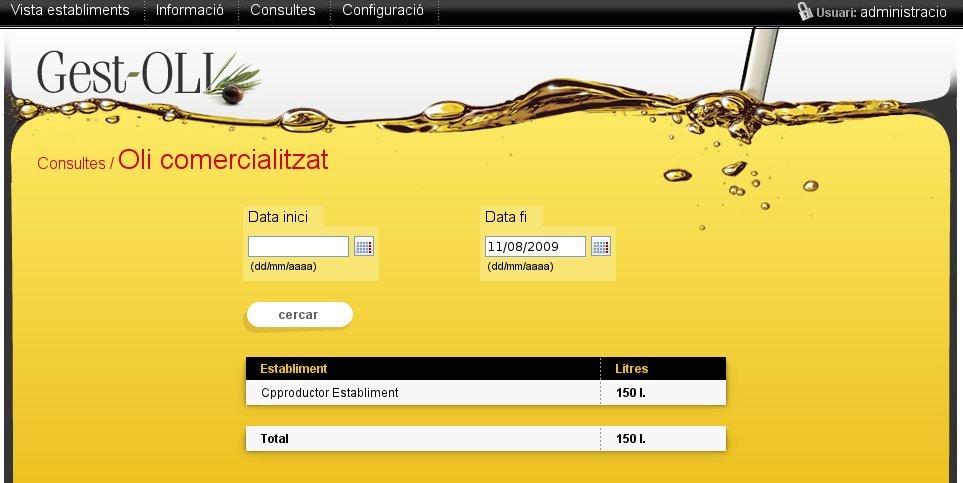 Vista establiments Informació Consultes Configuració Usuari: administracio
Gest-OLI
Consultes / Oli comercialitzat
Data inici Data fi
11/08/2009
(dd/mm/aaaa) (dd/mm/aaaa)
cercar
Establiment Litres
Cpproductor Establiment 150 l.
Total 150 l.